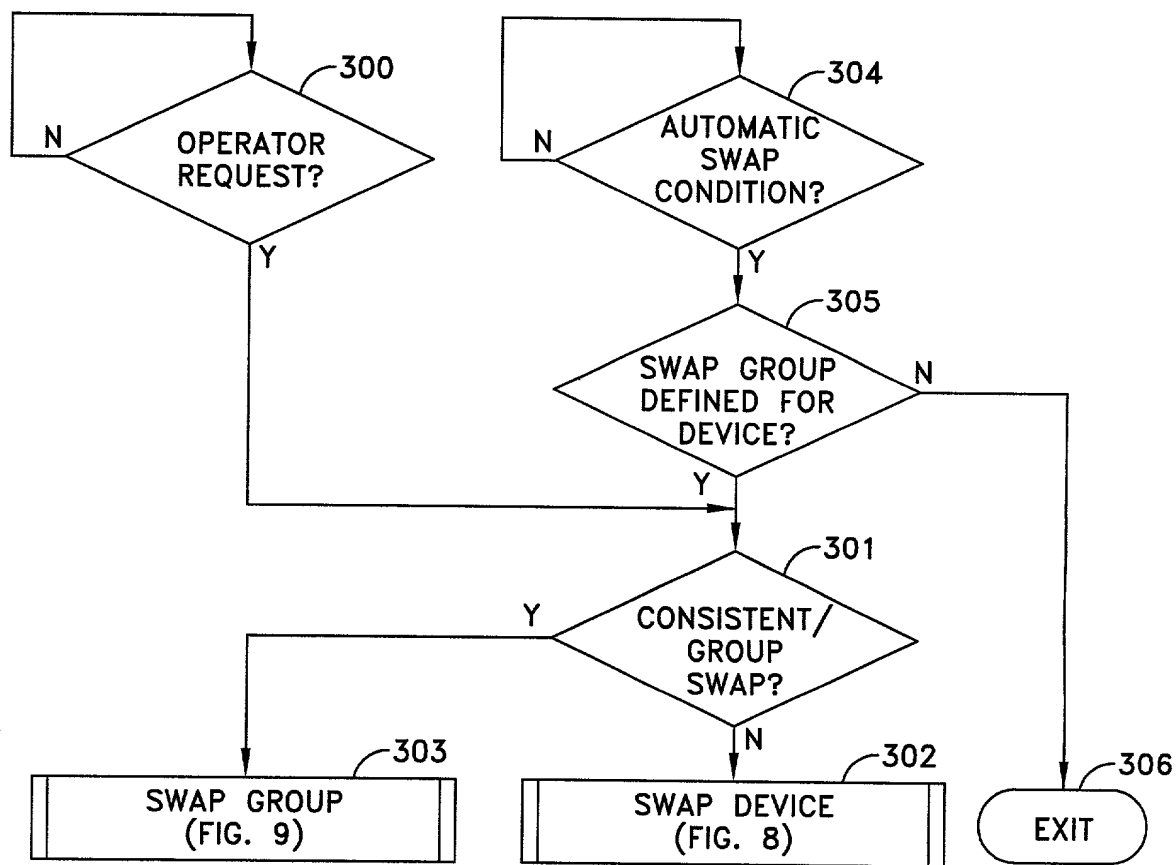 300
OPERATOR
REQUEST?
N
Y
304
AUTOMATIC
SWAP
CONDITION?
N
Y
305
SWAP GROUP
DEFINED FOR
DEVICE?
N
Y
301
CONSISTENT/
GROUP
SWAP?
Y
N
303
SWAP GROUP
(FIG. 9)
302
SWAP DEVICE
(FIG. 8)
306
EXIT